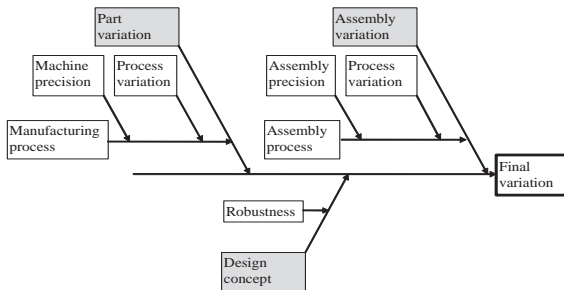 Part
variation
Assembly
variation
Machine
precision
Process
variation
Assembly
precision
Process
variation
Manufacturing
process
Assembly
process
Final
variation
Robustness
Design
concept